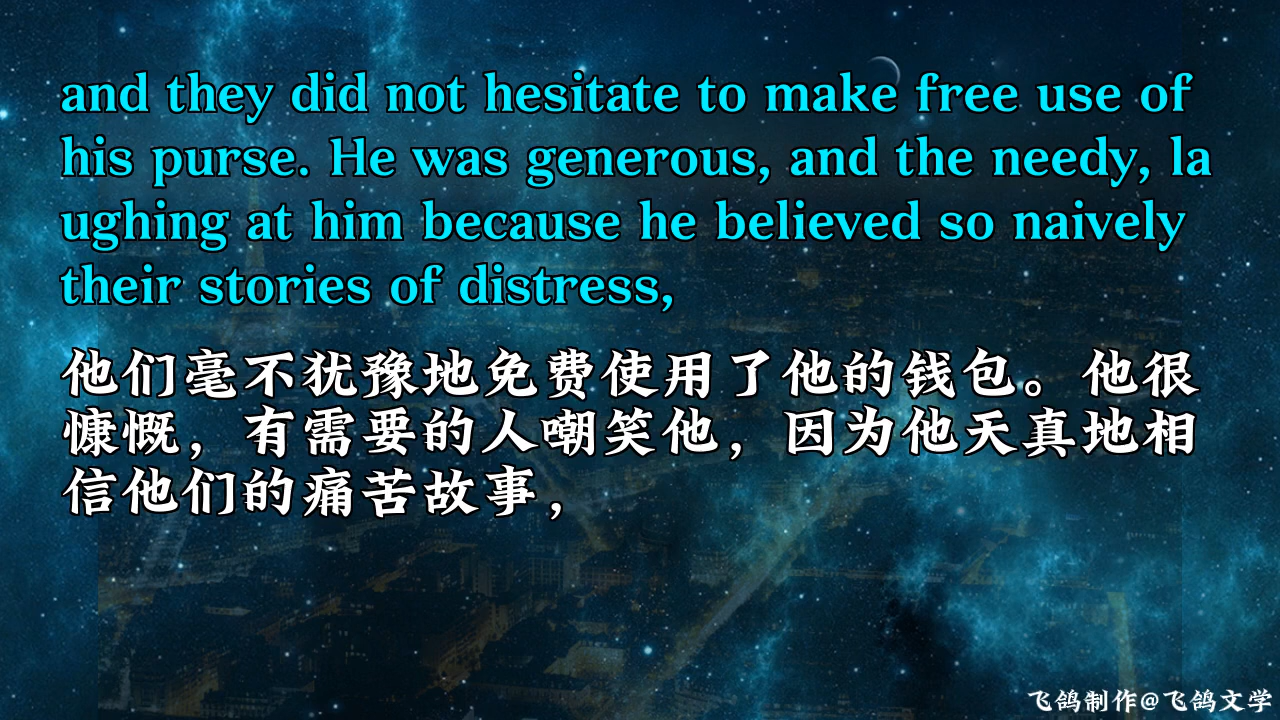 and they did not hesitate to make free use of
his purse. He was generous, and the needy, la
ughing at him because he believed so naively
their stories of distress,
他们毫不犹豫地免费使用了他的钱包。他很
慷慨，有需要的人嘲笑他，因为他天真地相
信他们的痛苦故事，
飞鸽制作@飞鸽文学